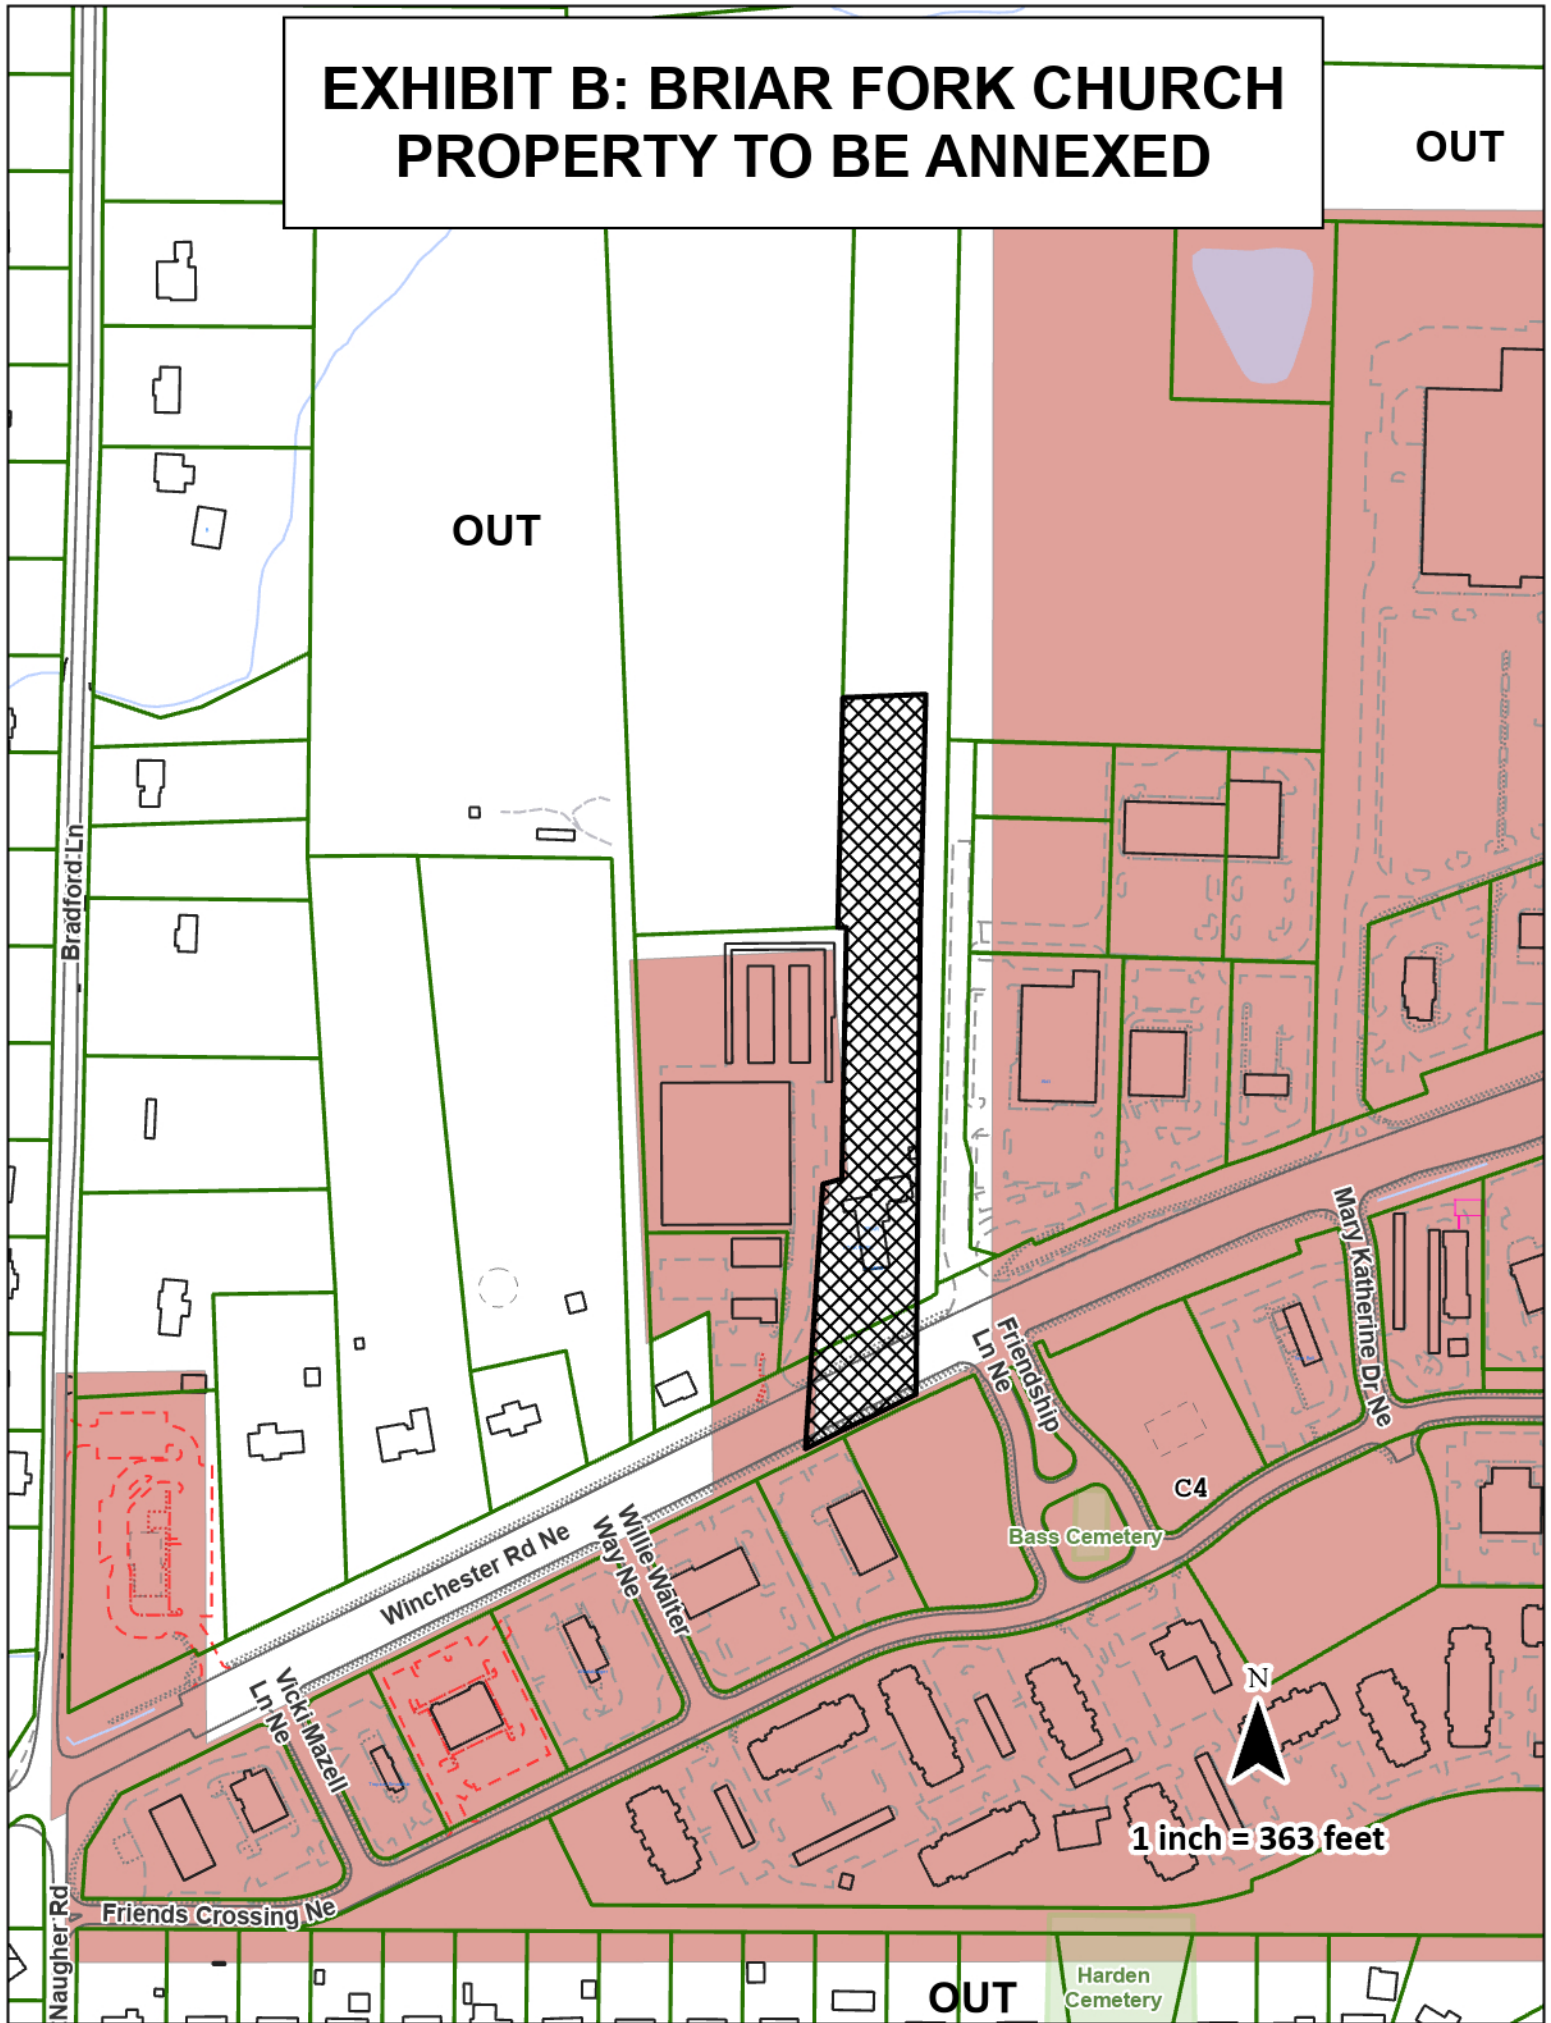 EXHIBIT B: BRIAR FORK CHURCH
PROPERTY TO BE ANNEXED
OUT
OUT
Bradford Ln
Mary Katherine Dr Ne
Friendship
Ln Ne
C4
Bass Cemetery
Winchester Rd Ne
Willie Walter
Way Ne
Vicki Mazell
Ln Ne
N
1 inch = 363 feet
Friends Crossing Ne
Naugher Rd
OUT
Harden
Cemetery